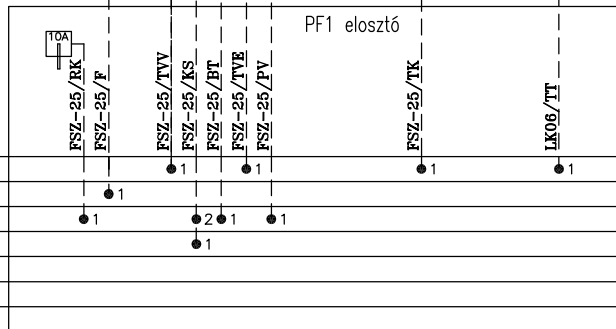 PF1 elosztó
10A
FSZ-25/RK
FSZ-25/F
FSZ-25/TVV
FSZ-25/KS
FSZ-25/BT
FSZ-25/TVE
FSZ-25/PV
FSZ-25/TK
LK06/TT
1 1 1 1
1
1 2 1 1
1